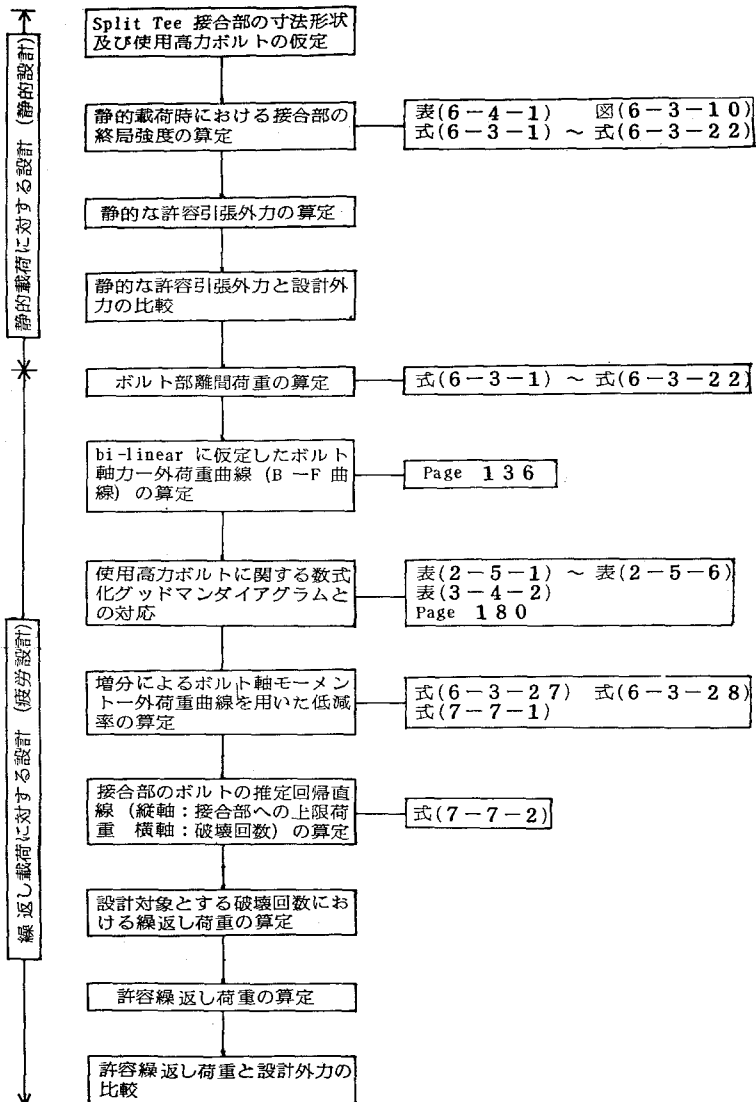 静的載荷に対する設計 (静的設計)
繰返し載荷に対する設計 (疲労設計)
Split Tee 接合部の寸法形状
及び使用高力ボルトの仮定
静的載荷時における接合部の
終局強度の算定
表(6-4-1) 図(6-3-10)
式(6-3-1) ~ 式(6-3-22)
静的な許容引張外力の算定
静的な許容引張外力と設計外
力の比較
ボルト部離間荷重の算定
式(6-3-1) ~ 式(6-3-22)
bi-linear に仮定したボルト
軸力ー外荷重曲線 (B-F 曲
線) の算定
Page 136
使用高力ボルトに関する数式
化グッドマンダイアグラムと
の対応
表(2-5-1) ~ 表(2-5-6)
表(3-4-2)
Page 180
増分によるボルト軸モーメン
トー外荷重曲線を用いた低減
率の算定
式(6-3-27) 式(6-3-28)
式(7-7-1)
接合部のボルトの推定回帰直
線 (縦軸:接合部への上限荷
重 横軸:破壊回数) の算定
式(7-7-2)
設計対象とする破壊回数にお
ける繰返し荷重の算定
許容繰返し荷重の算定
許容繰返し荷重と設計外力の
比較